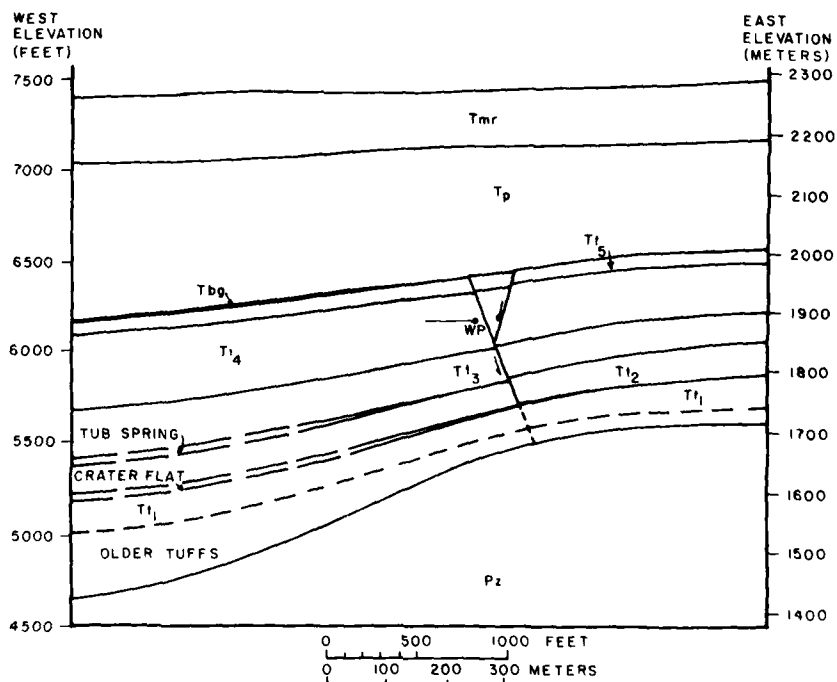 WEST
ELEVATION
(FEET)
EAST
ELEVATION
(METERS)
7500
7000
6500
6000
5500
5000
4500
2300
2200
2100
2000
1900
1800
1700
1600
1500
1400
Tmr
Tp
Tt5
Tbg
WP
Tt4
Tt3
Tt2
Tt1
TUB SPRING
CRATER FLAT
Tt1
OLDER TUFFS
Pz
0 500 1000 FEET
0 100 200 300 METERS